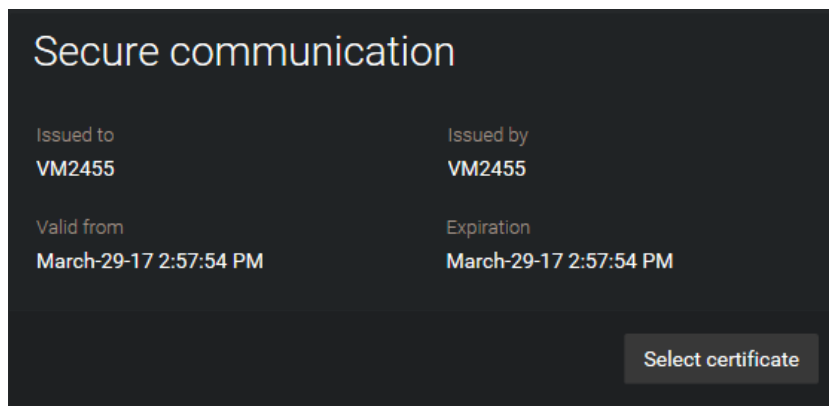 Secure communication
Issued to
Issued by
VM2455
VM2455
Valid from
Expiration
March-29-17 2:57:54 PM
March-29-17 2:57:54 PM
Select certificate